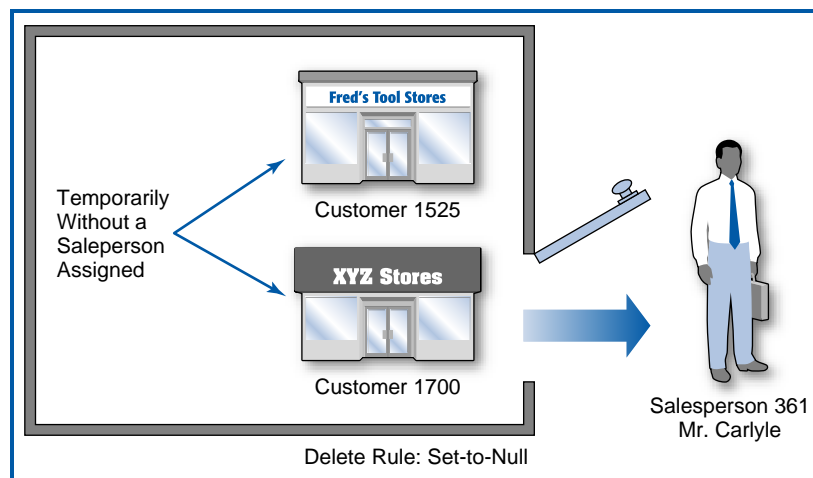 Fred's Tool Stores
Customer 1525
Temporarily
Without a
Saleperson
Assigned
XYZ Stores
Customer 1700
Salesperson 361
Mr. Carlyle
Delete Rule: Set-to-Null